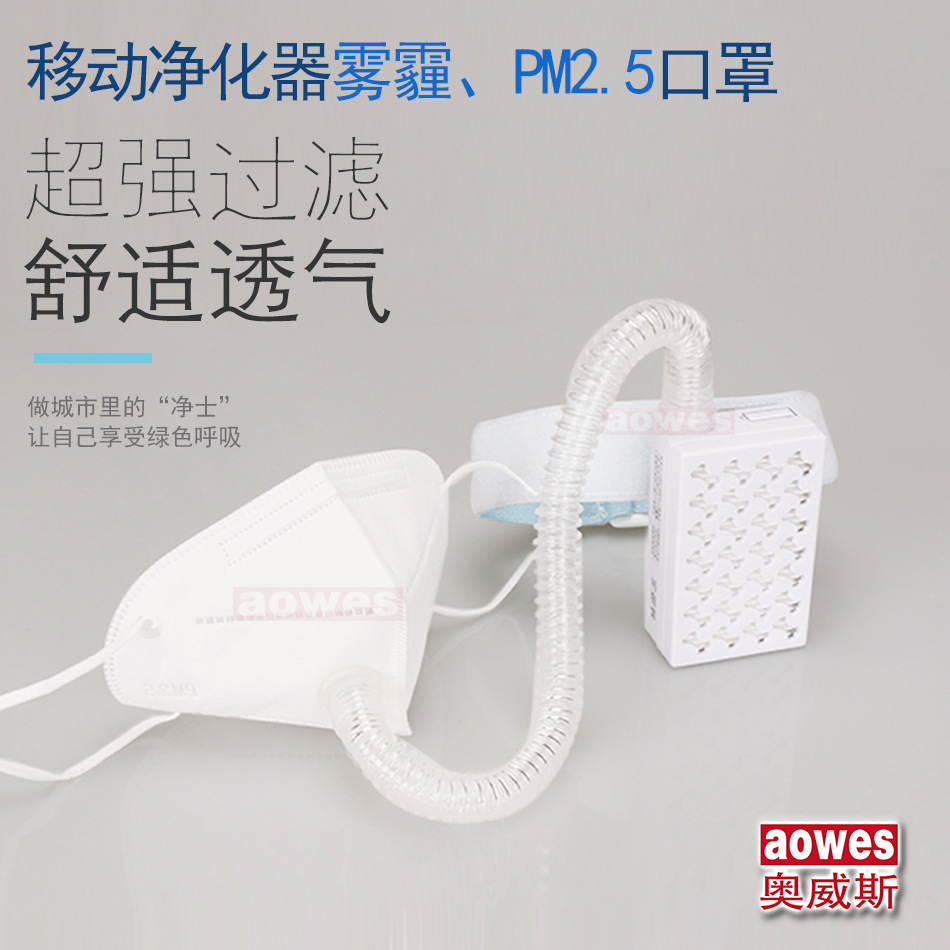 移动净化器雾霾、PM2.5口罩
超强过滤
舒适透气
做城市里的“净士”
让自己享受绿色呼吸
aowes
aowes
PM2.5
aowes
奥威斯